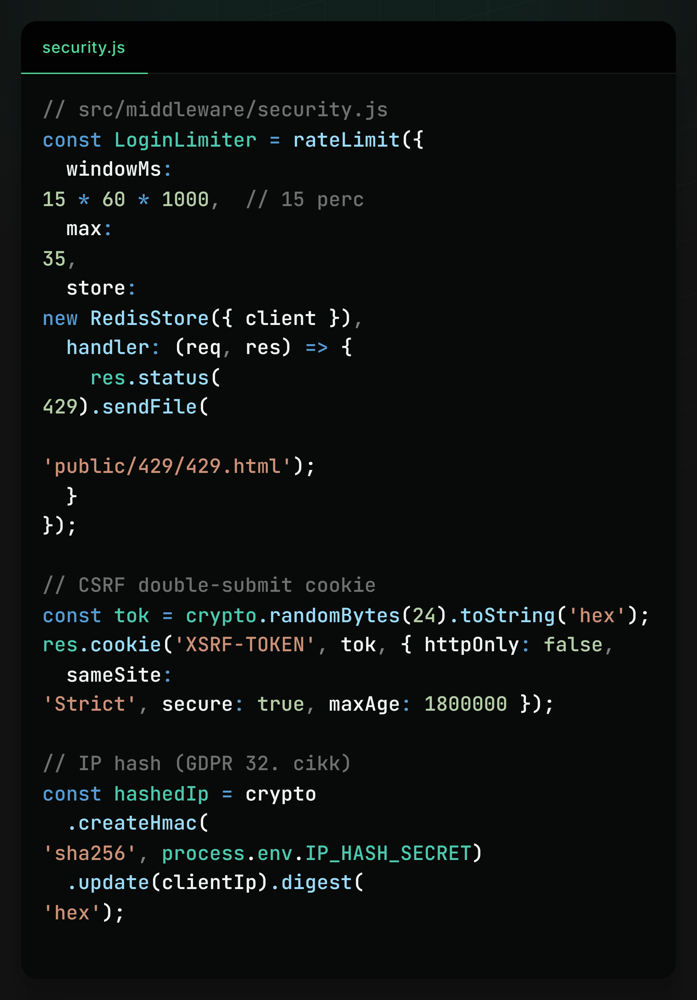 security.js
// src/middleware/security.js
const LoginLimiter = rateLimit({
  windowMs:
15 * 60 * 1000,  // 15 perc
  max:
35,
  store:
new RedisStore({ client }),
  handler: (req, res) => {
    res.status(
429).sendFile(
'public/429/429.html');
  }
});
// CSRF double-submit cookie
const tok = crypto.randomBytes(24).toString('hex');
res.cookie('XSRF-TOKEN', tok, { httpOnly: false,
  sameSite:
'Strict', secure: true, maxAge: 1800000 });
// IP hash (GDPR 32. cikk)
const hashedIp = crypto
  .createHmac(
'sha256', process.env.IP_HASH_SECRET)
  .update(clientIp).digest(
'hex');